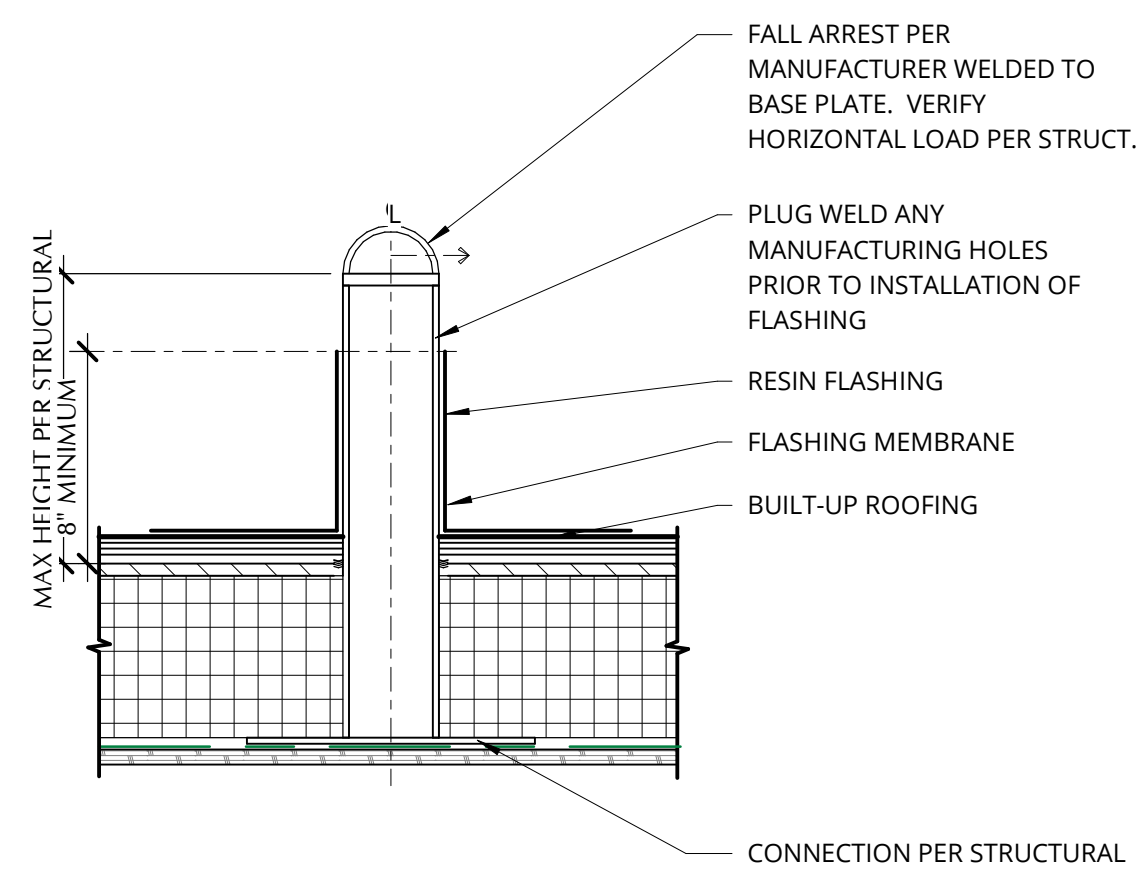 FALL ARREST PER
MANUFACTURER WELDED TO
BASE PLATE. VERIFY
HORIZONTAL LOAD PER STRUCT.
L
PLUG WELD ANY
MANUFACTURING HOLES
PRIOR TO INSTALLATION OF
FLASHING
RESIN FLASHING
FLASHING MEMBRANE
BUILT-UP ROOFING
MAX HEIGHT PER STRUCTURAL
8" MINIMUM
CONNECTION PER STRUCTURAL